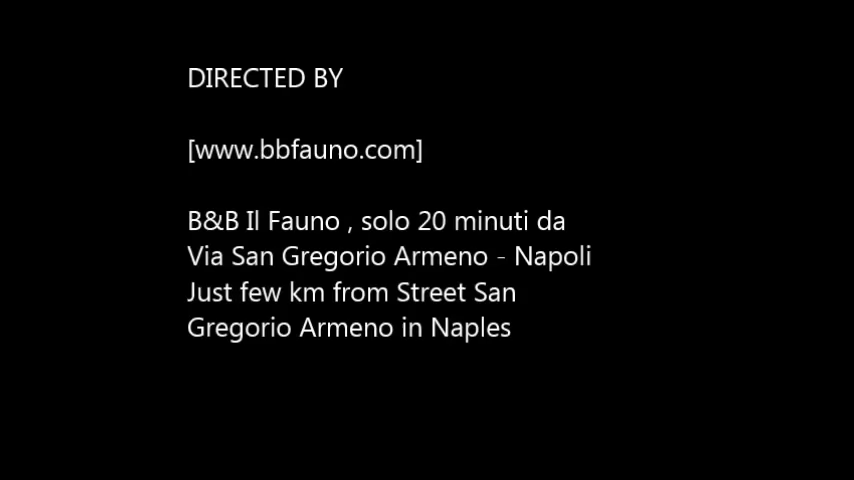 DIRECTED BY
[www.bbfauno.com]
B&B Il Fauno , solo 20 minuti da
Via San Gregorio Armeno - Napoli
Just few km from Street San
Gregorio Armeno in Naples